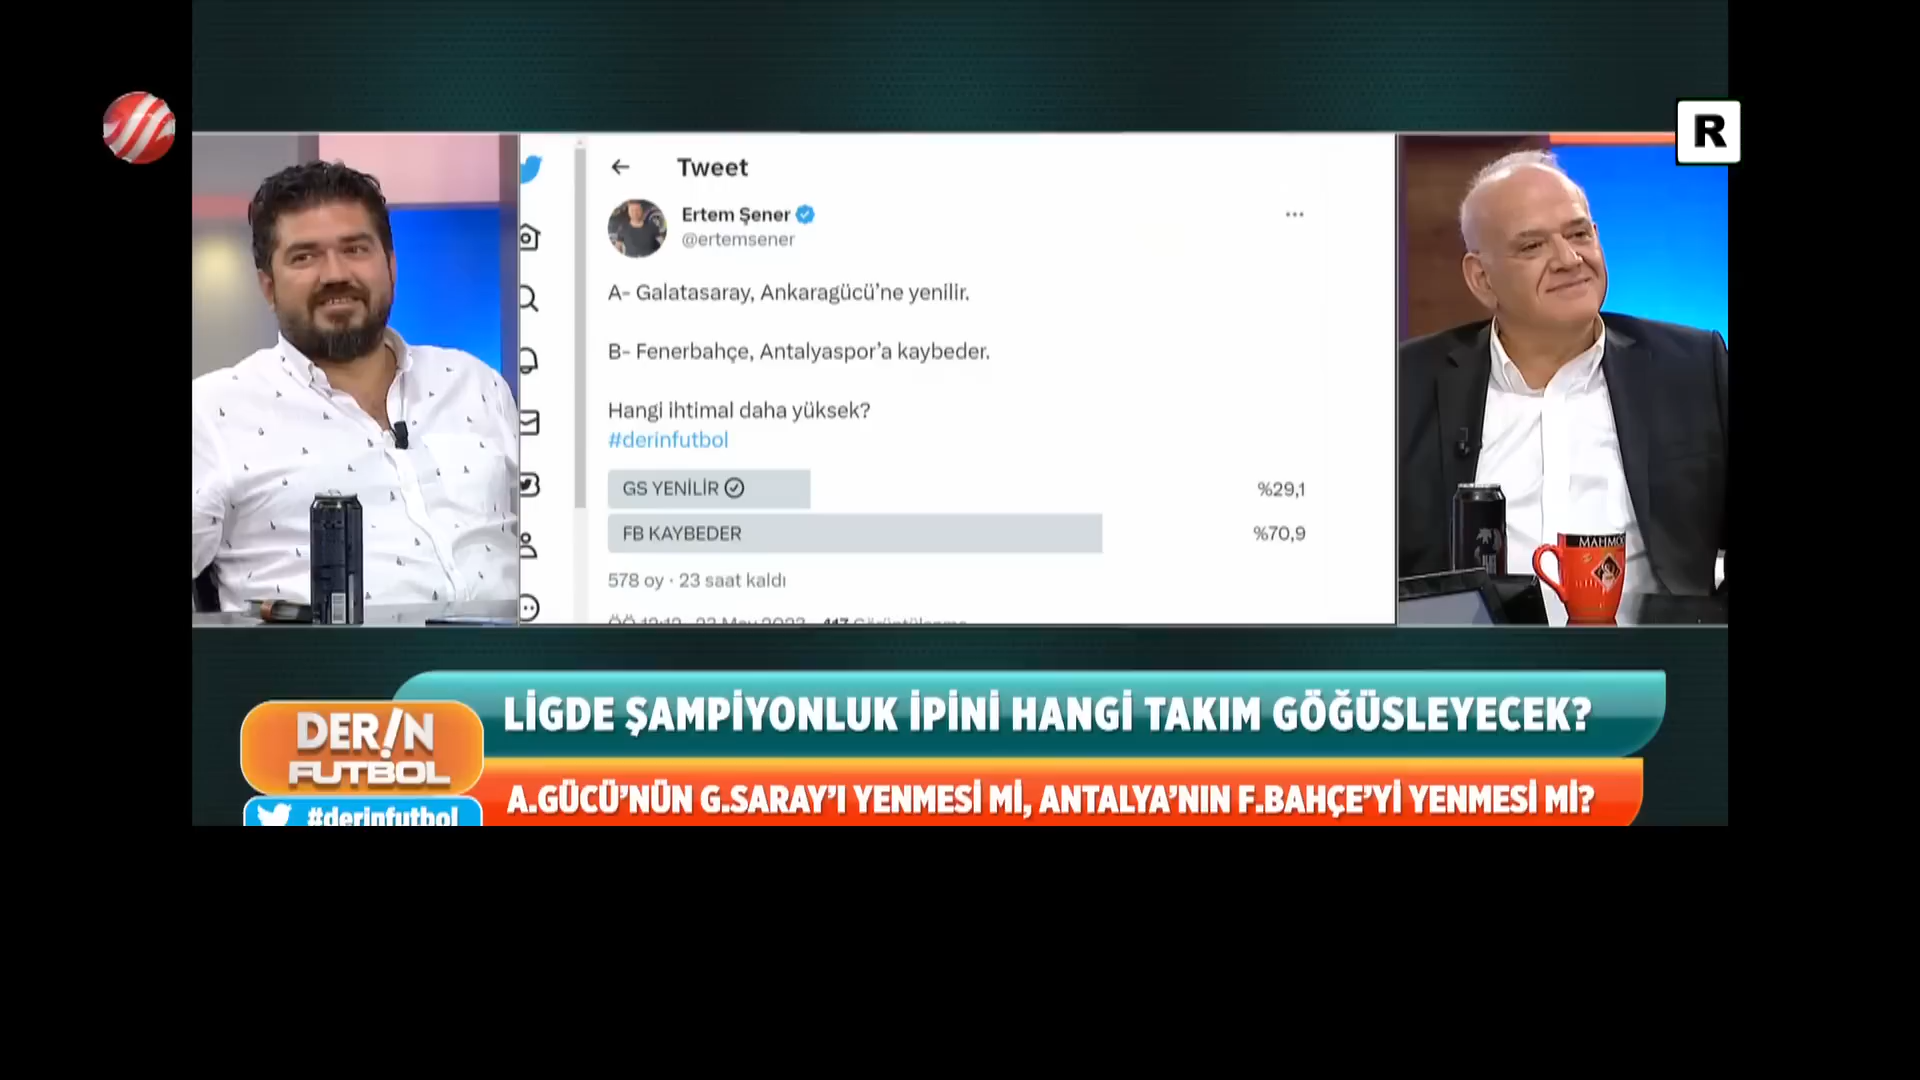 R
Tweet
Ertem Şener
@ertemsener
A- Galatasaray, Ankaragücü’ne yenilir.
B- Fenerbahçe, Antalyaspor’a kaybeder.
Hangi ihtimal daha yüksek?
#derinfutbol
GS YENİLİR %29,1
FB KAYBEDER %70,9
578 oy · 23 saat kaldı
MAHMOO
LİGDE ŞAMPİYONLUK İPİNİ HANGİ TAKIM GÖĞÜSLEYECEK?
DER!N
FUTBOL
A.GÜCÜ’NÜN G.SARAY’I YENMESİ Mİ, ANTALYA’NIN F.BAHÇE’Yİ YENMESİ Mİ?
#derinfutbol